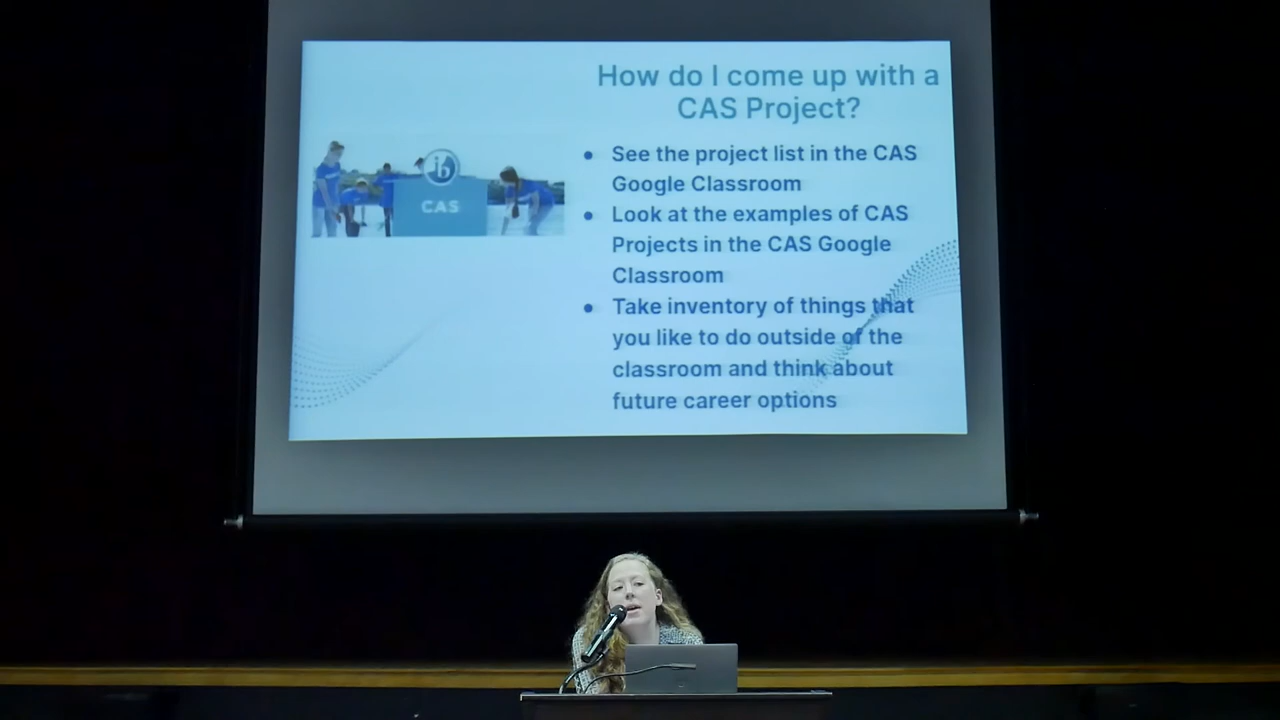 How do I come up with a
CAS Project?
ib
CAS
See the project list in the CAS
Google Classroom
Look at the examples of CAS
Projects in the CAS Google
Classroom
Take inventory of things that
you like to do outside of the
classroom and think about
future career options